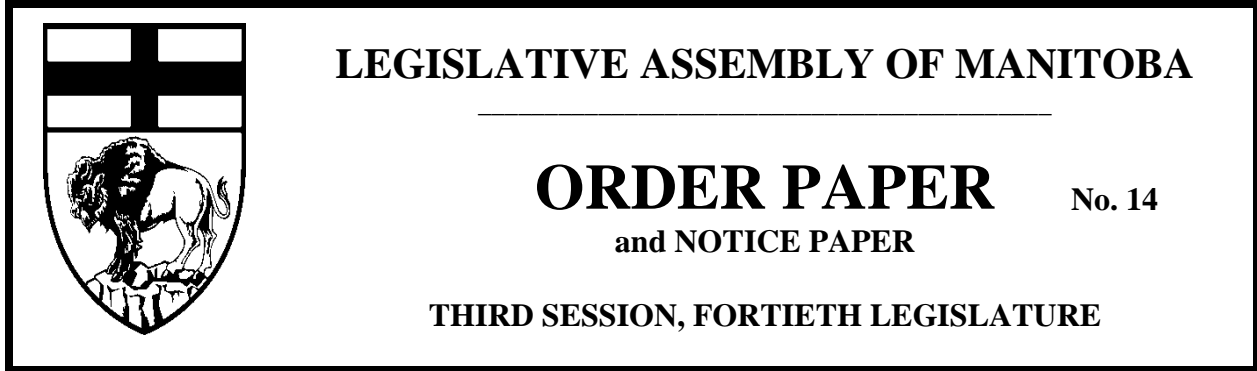 LEGISLATIVE ASSEMBLY OF MANITOBA
ORDER PAPER No. 14
and NOTICE PAPER
THIRD SESSION, FORTIETH LEGISLATURE